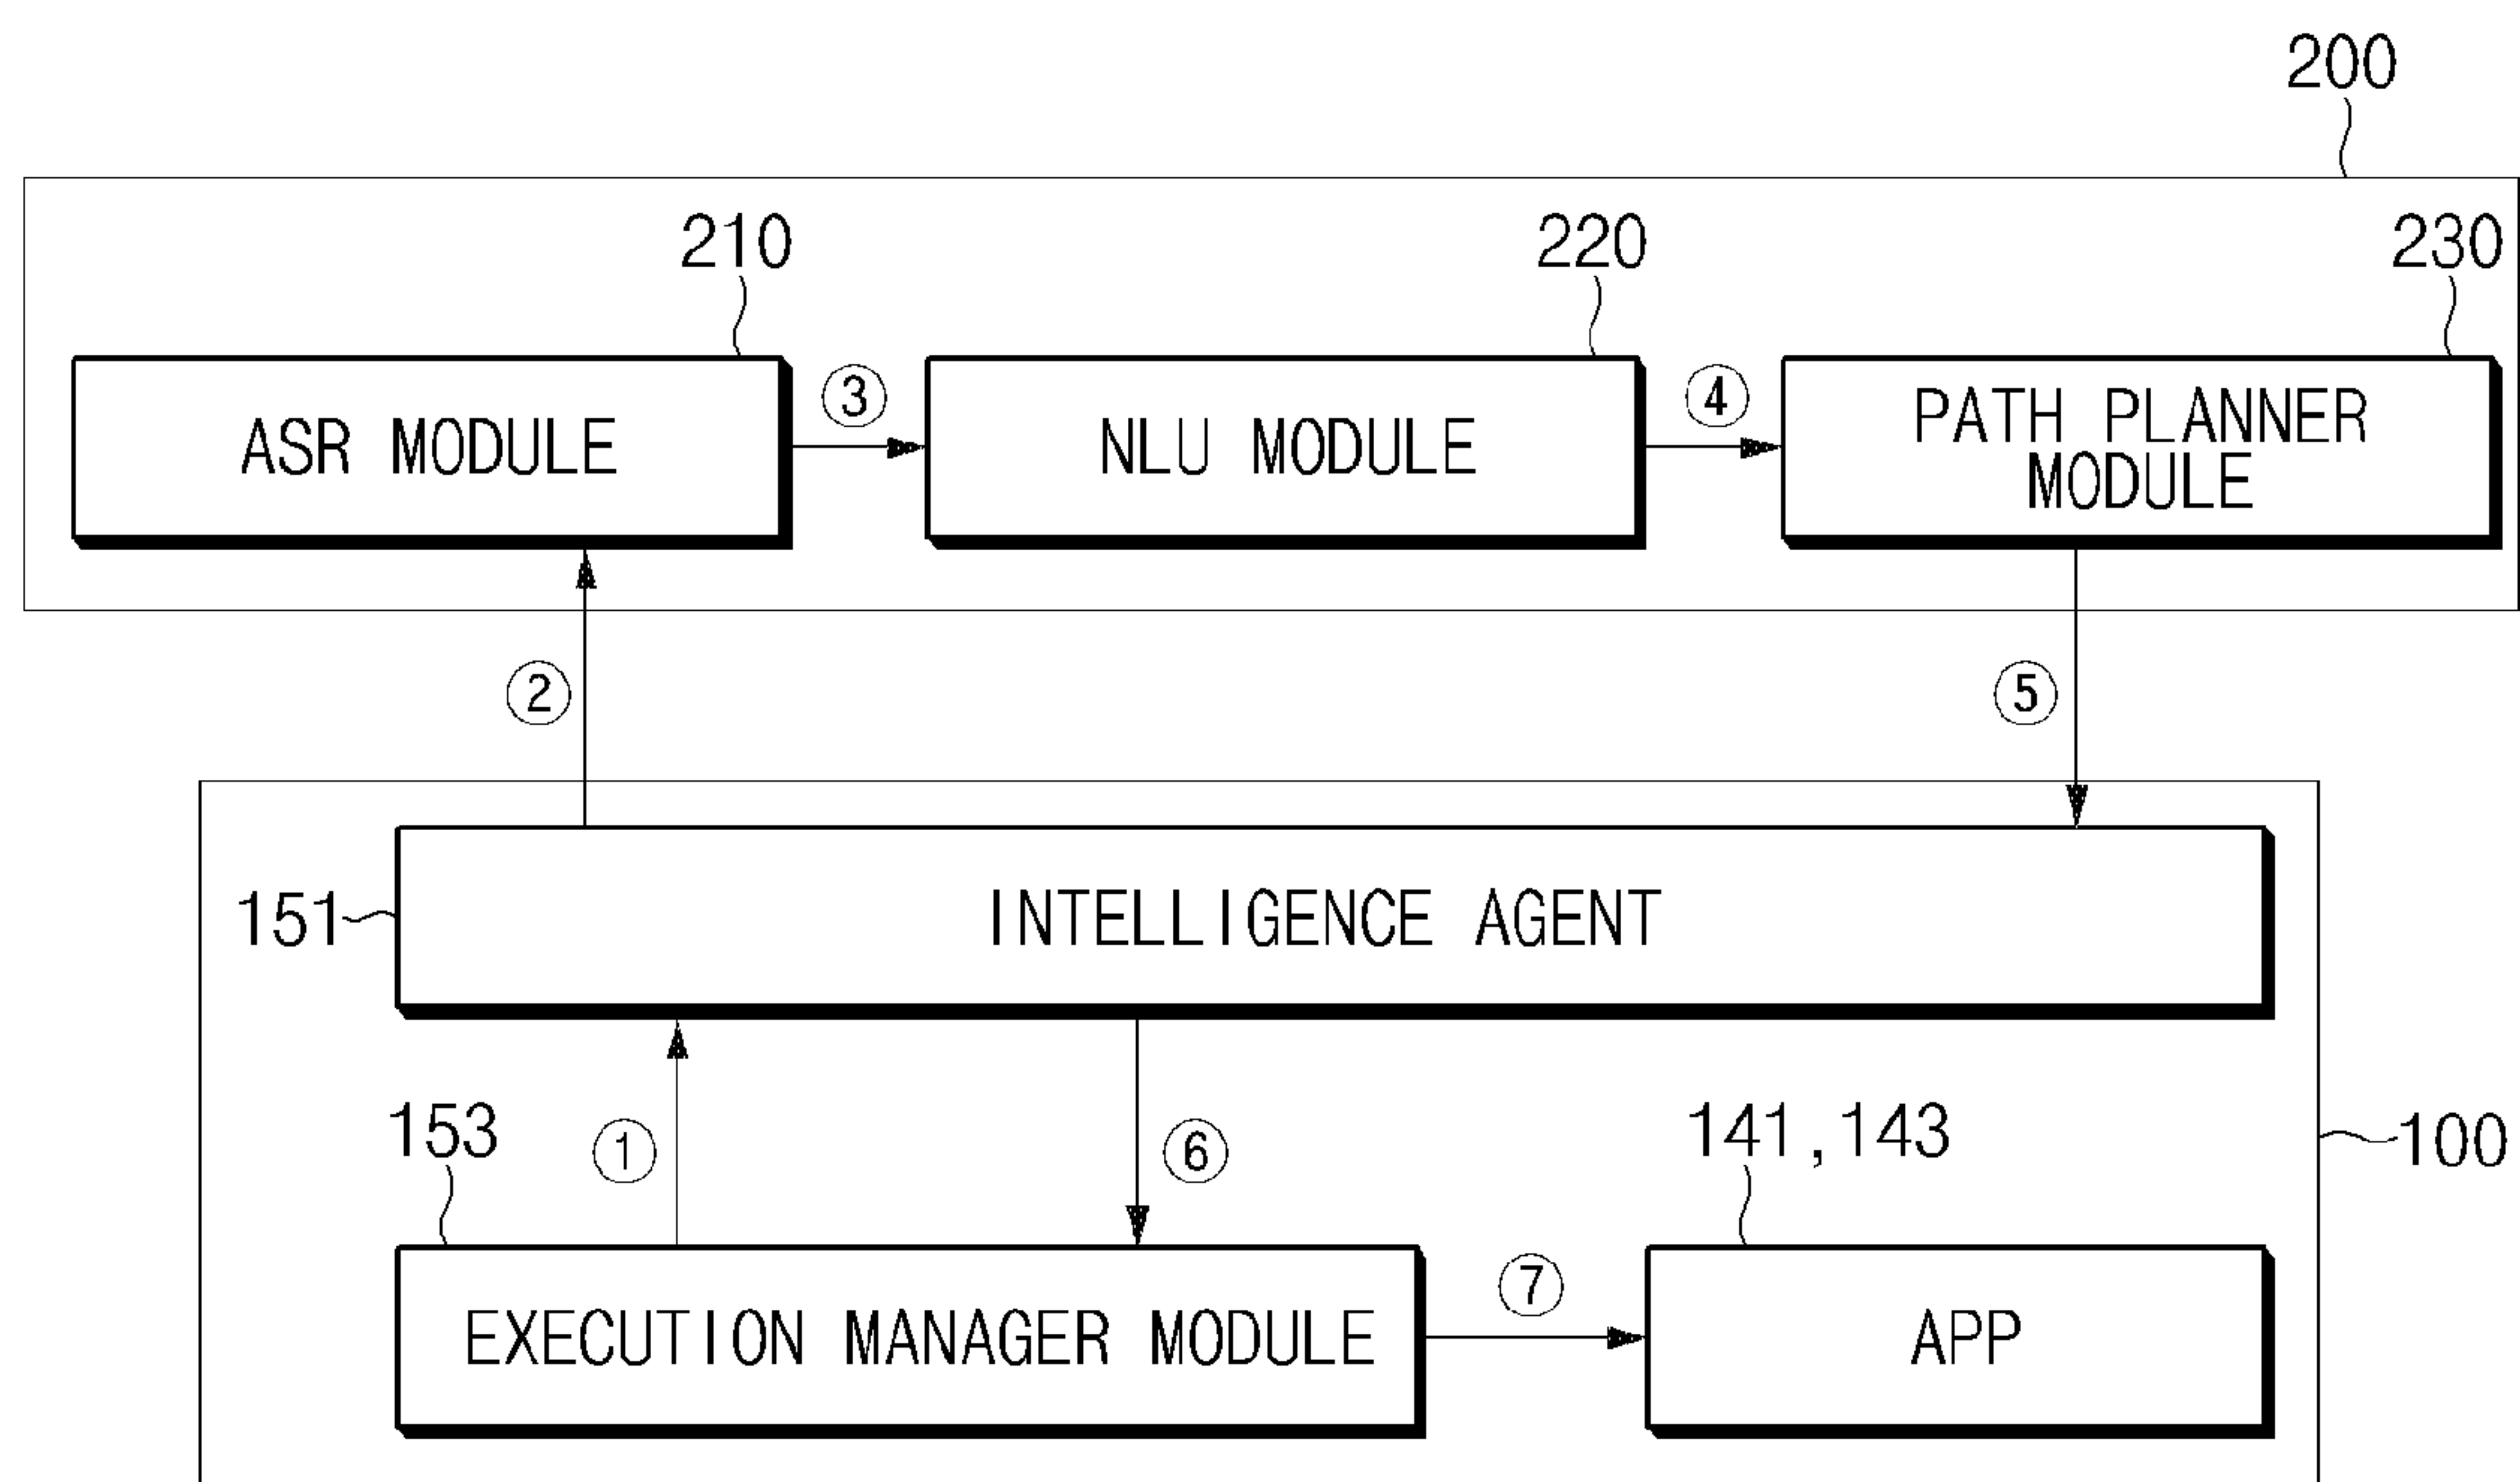 200
210
220
230
ASR MODULE
③
NLU MODULE
④
PATH PLANNER
MODULE
②
⑤
151
INTELLIGENCE AGENT
153
①
⑥
141, 143
100
⑦
EXECUTION MANAGER MODULE
APP